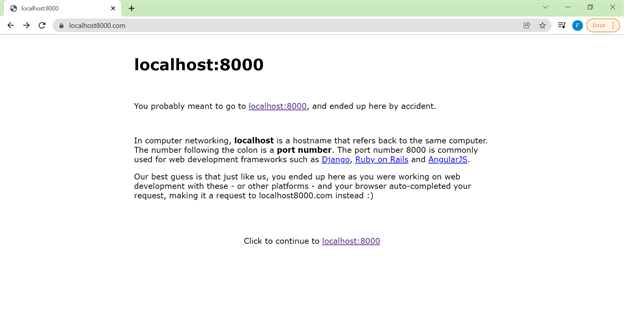 localhost:8000
localhost8000.com
Error
localhost:8000
You probably meant to go to localhost:8000, and ended up here by accident.
In computer networking, localhost is a hostname that refers back to the same computer.
The number following the colon is a port number. The port number 8000 is commonly
used for web development frameworks such as Django, Ruby on Rails and AngularJS.
Our best guess is that just like us, you ended up here as you were working on web
development with these - or other platforms - and your browser auto-completed your
request, making it a request to localhost8000.com instead :)
Click to continue to localhost:8000